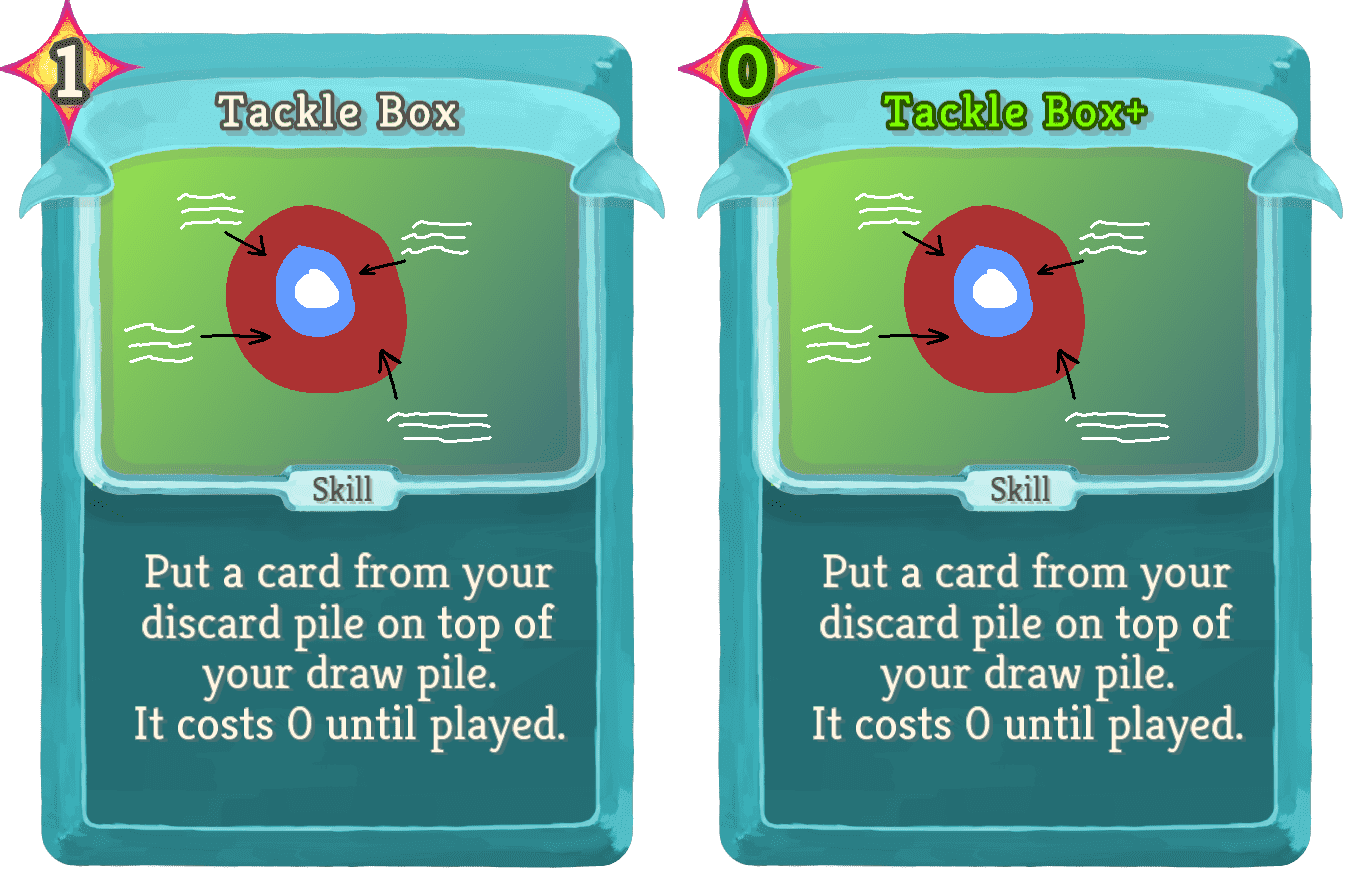 1
Tackle Box
Skill
Put a card from your
discard pile on top of
your draw pile.
It costs 0 until played.
0
Tackle Box+
Skill
Put a card from your
discard pile on top of
your draw pile.
It costs 0 until played.